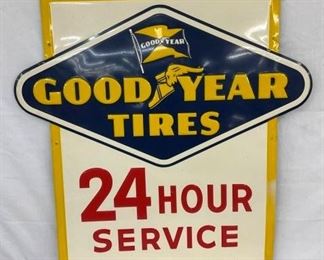 GOOD YEAR
GOOD YEAR
TIRES
24 HOUR
SERVICE